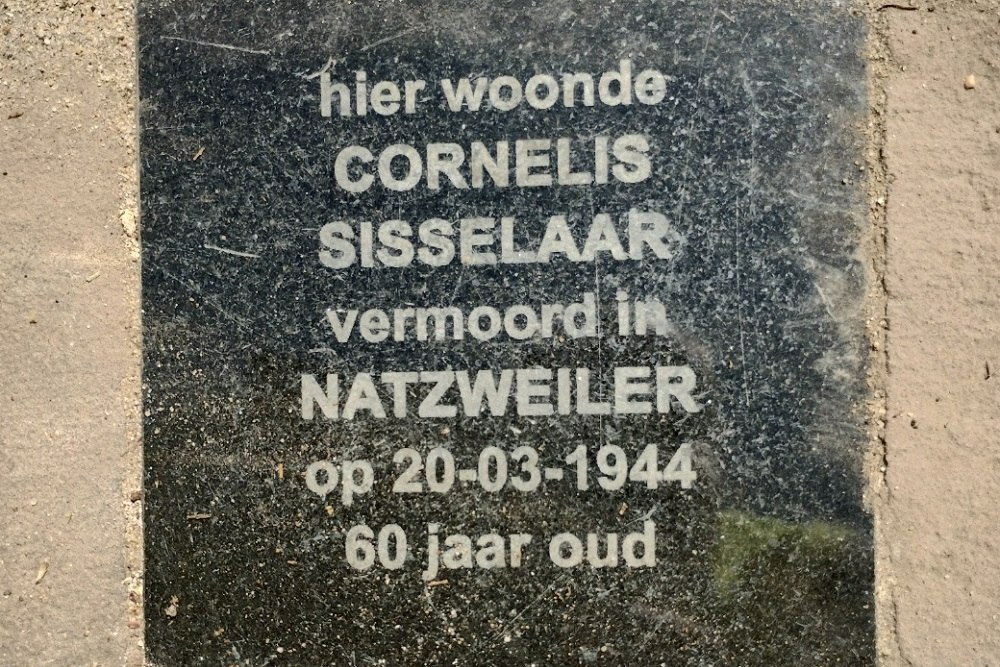 hier woonde
CORNELIS
SISSELAAR
vermoord in
NATZWEILER
op 20-03-1944
60 jaar oud